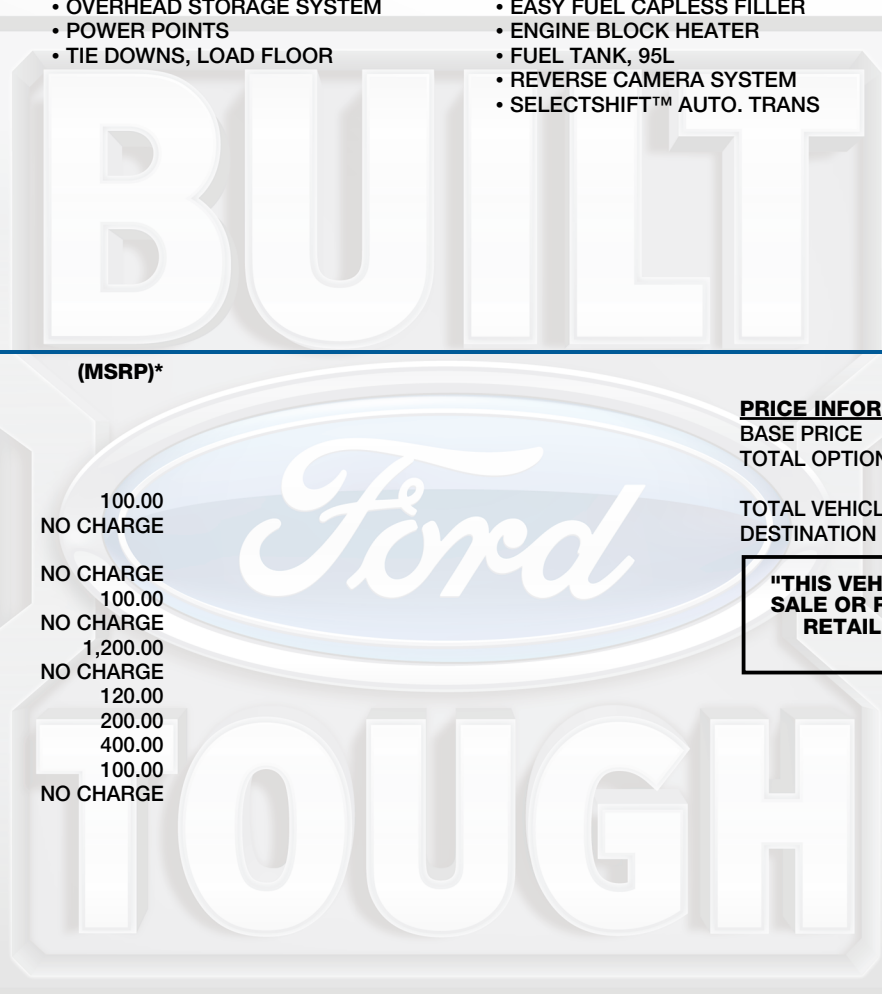 • OVERHEAD STORAGE SYSTEM
• POWER POINTS
• TIE DOWNS, LOAD FLOOR
• EASY FUEL CAPLESS FILLER
• ENGINE BLOCK HEATER
• FUEL TANK, 95L
• REVERSE CAMERA SYSTEM
• SELECTSHIFT™ AUTO. TRANS
BUILT
(MSRP)*
100.00
NO CHARGE
NO CHARGE
100.00
NO CHARGE
1,200.00
NO CHARGE
120.00
200.00
400.00
100.00
NO CHARGE
Ford
PRICE INFOR
BASE PRICE
TOTAL OPTION
TOTAL VEHICL
DESTINATION
"THIS VEH
SALE OR
RETAIL
TOUGH